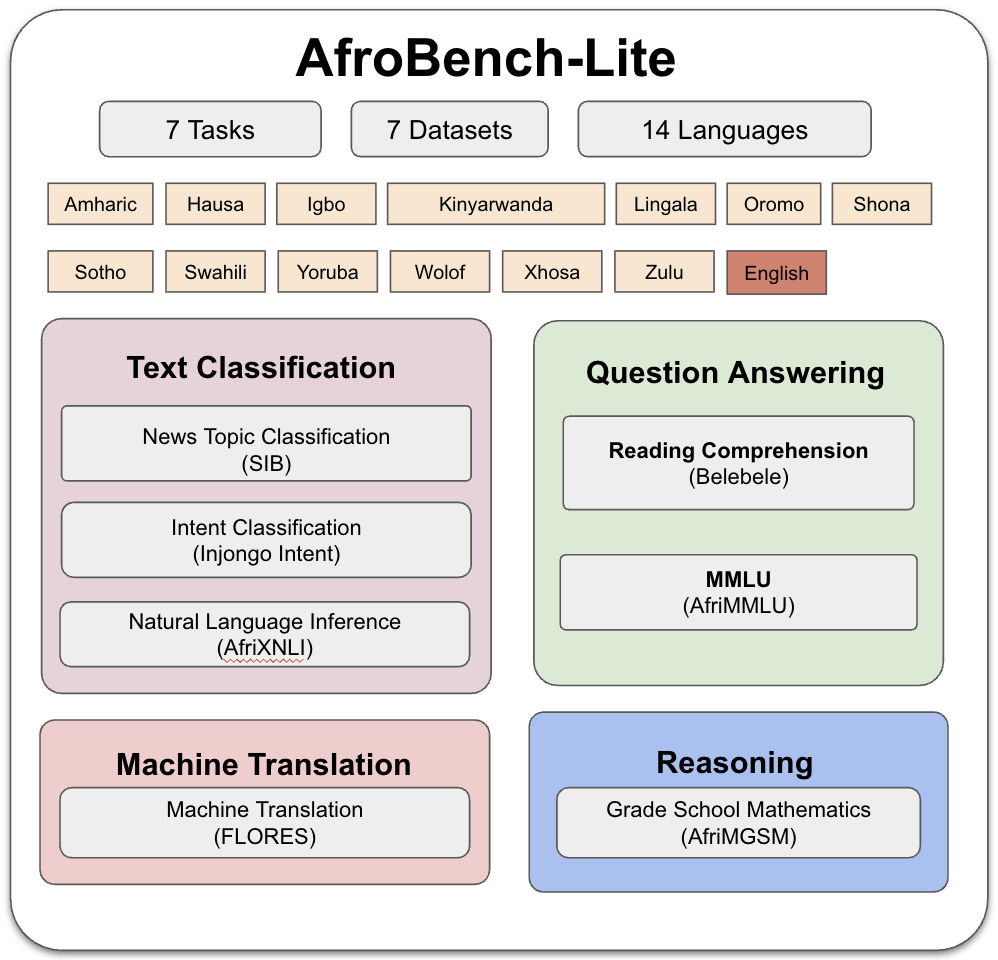 AfroBench-Lite
7 Tasks
7 Datasets
14 Languages
Amharic
Hausa
Igbo
Kinyarwanda
Lingala
Oromo
Shona
Sotho
Swahili
Yoruba
Wolof
Xhosa
Zulu
English
Text Classification
News Topic Classification
(SIB)
Intent Classification
(Injongo Intent)
Natural Language Inference
(AfriXNLI)
Question Answering
Reading Comprehension
(Belebele)
MMLU
(AfriMMLU)
Machine Translation
Machine Translation
(FLORES)
Reasoning
Grade School Mathematics
(AfriMGSM)